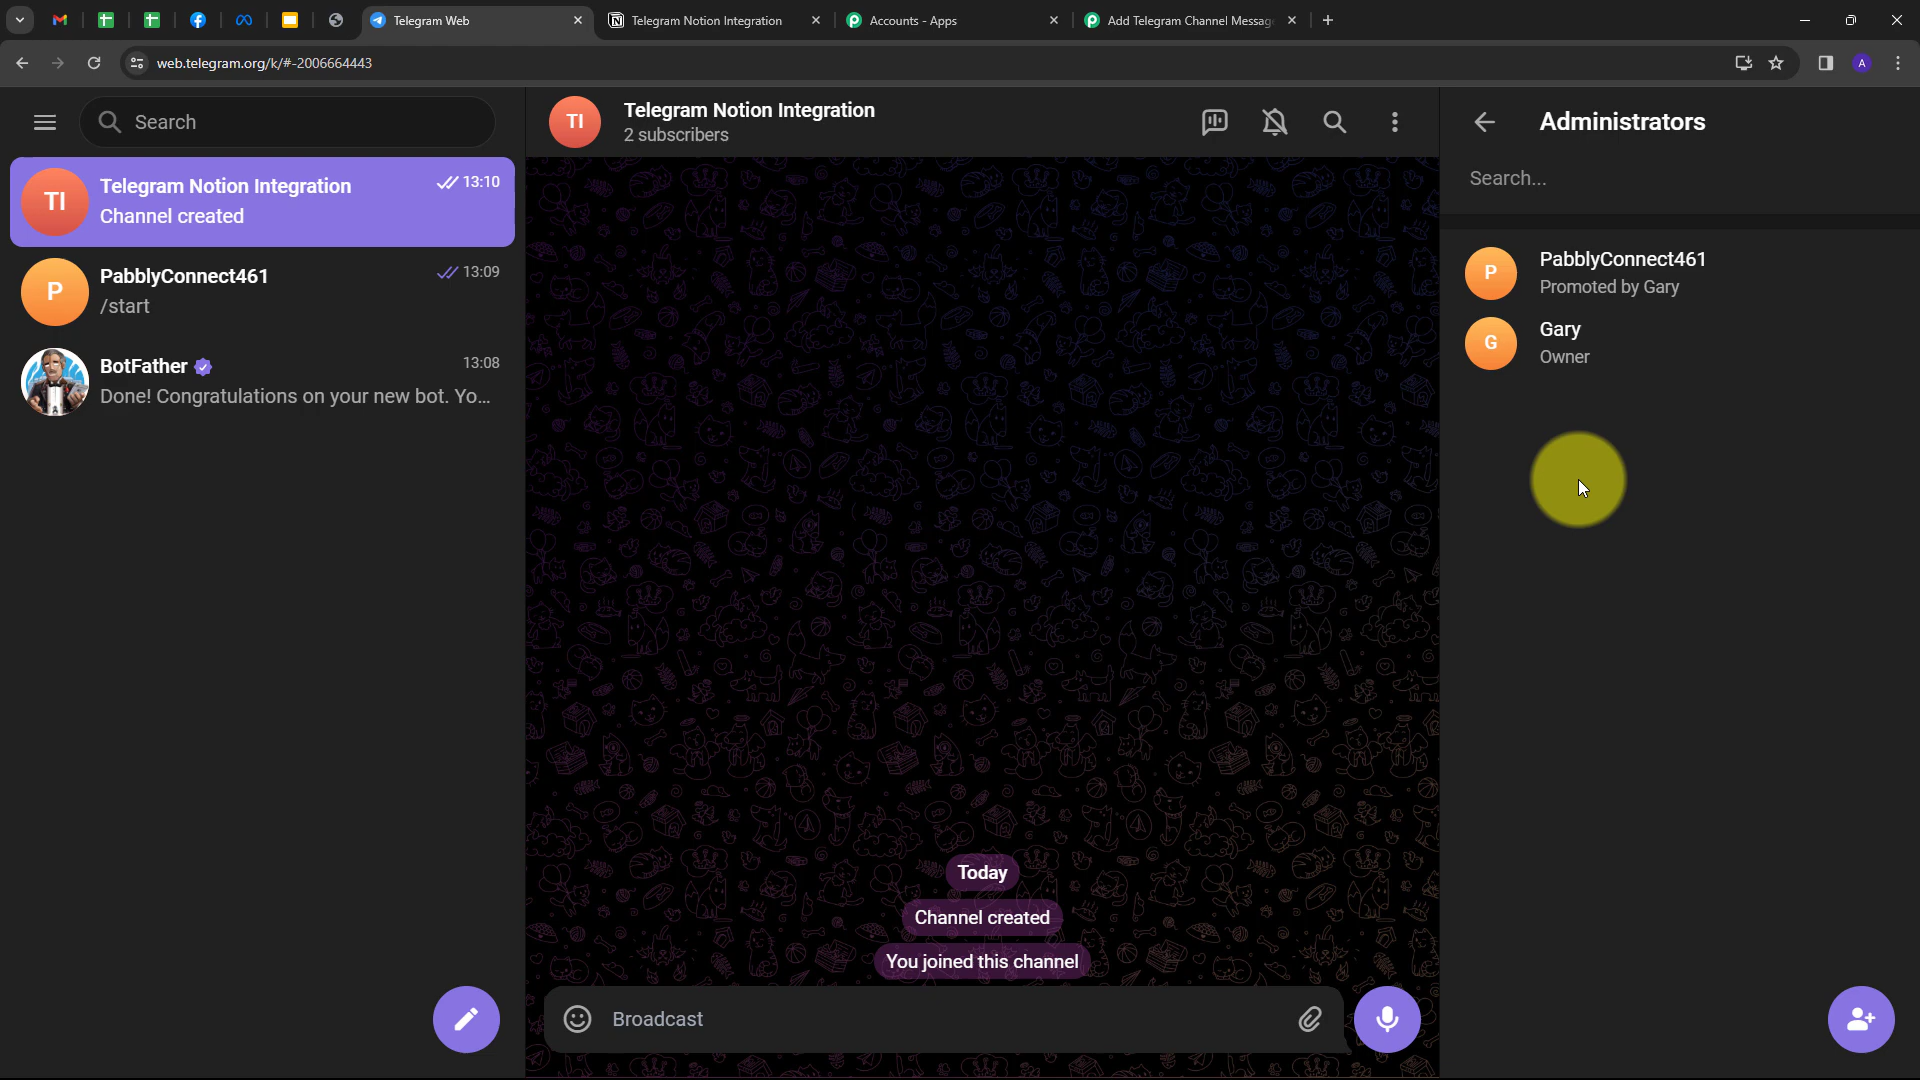 Telegram Web
Telegram Notion Integration
Accounts - Apps
Add Telegram Channel Messag
web.telegram.org/k/#-2006664443
A
Search
TI
Telegram Notion Integration
13:10
Channel created
P
PabblyConnect461
13:09
/start
BotFather
13:08
Done! Congratulations on your new bot. Yo...
TI
Telegram Notion Integration
2 subscribers
Today
Channel created
You joined this channel
Broadcast
Administrators
Search...
P
PabblyConnect461
Promoted by Gary
G
Gary
Owner